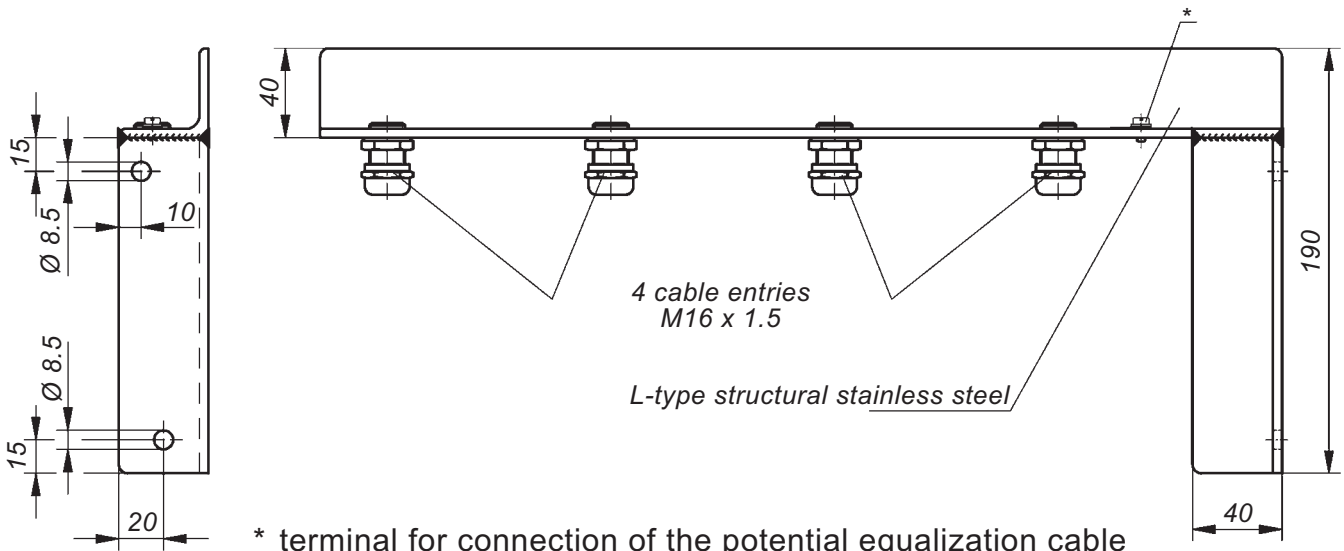 *
40
15
Ø 8.5
10
190
4 cable entries
M16 x 1.5
Ø 8.5
L-type structural stainless steel
15
20
40
* terminal for connection of the potential equalization cable